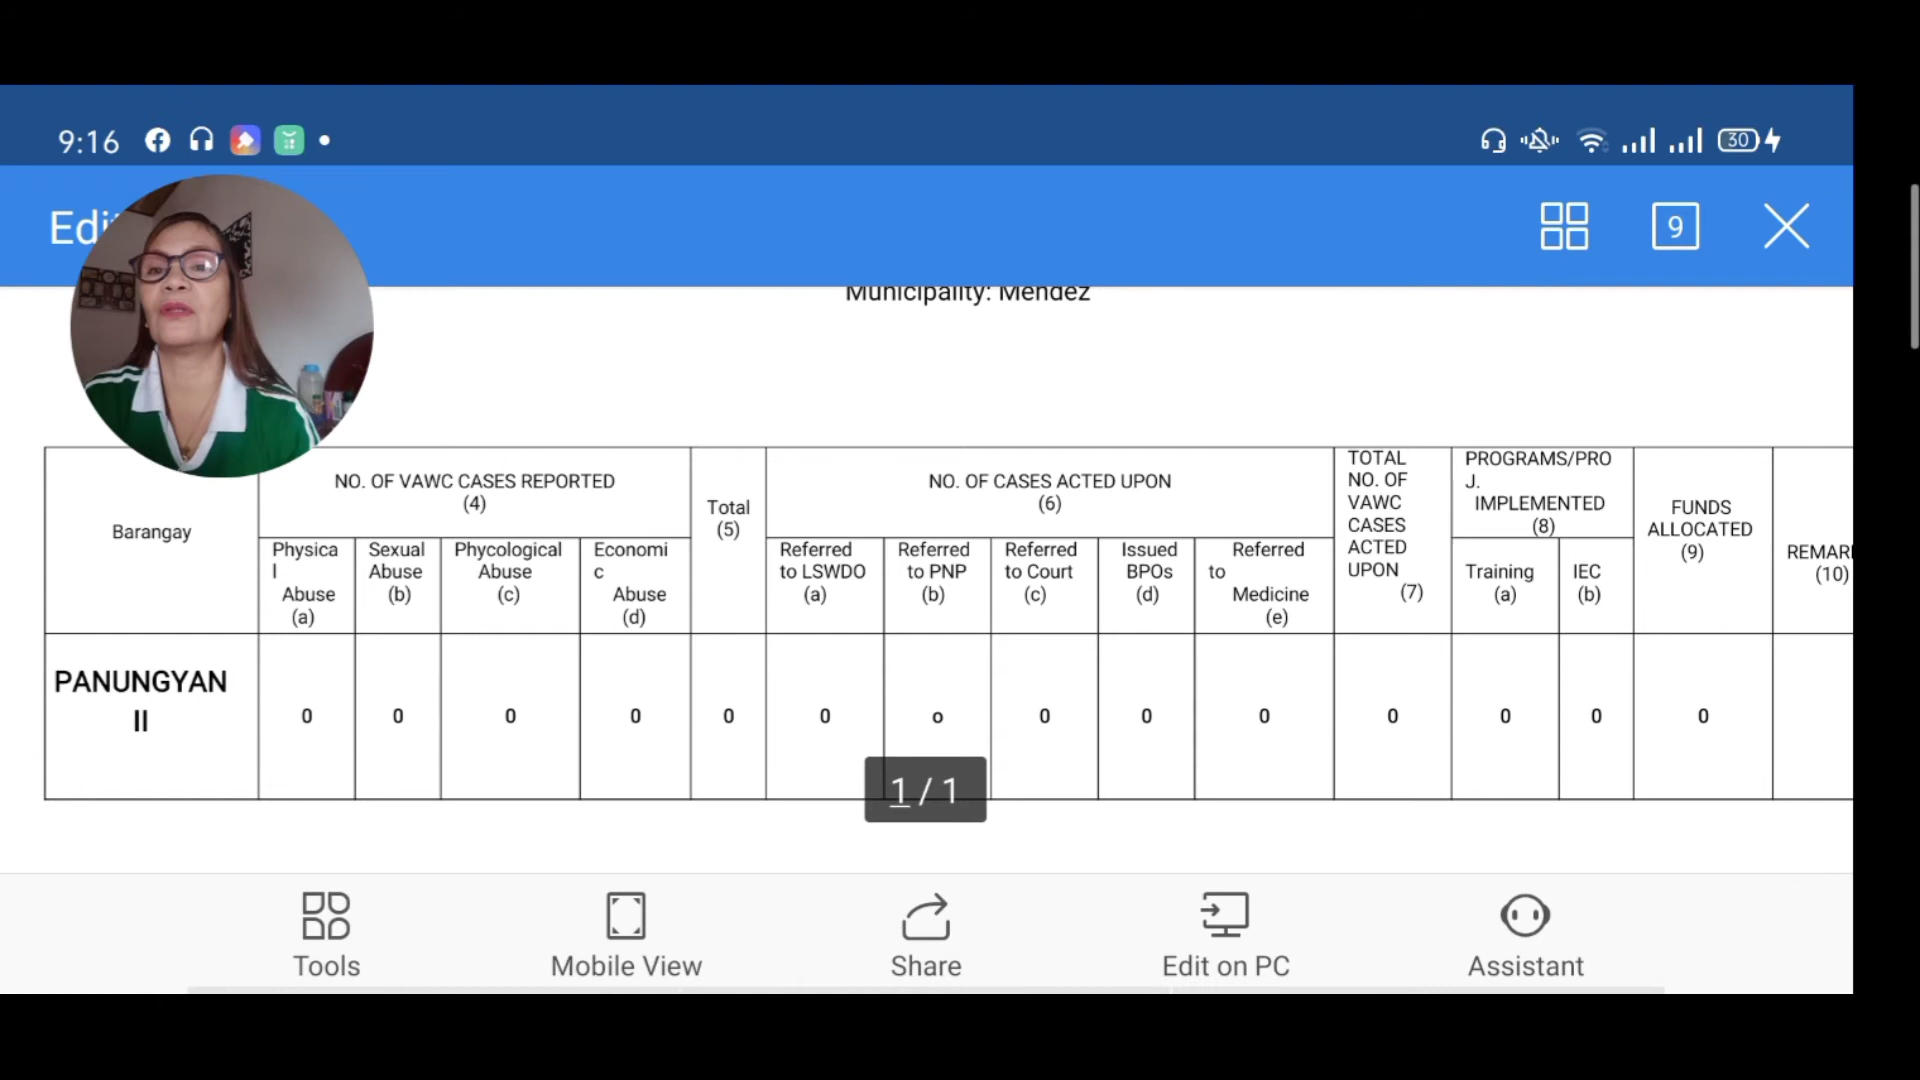 9:16
30
Edi
9
Municipality: Mendez
Barangay
NO. OF VAWC CASES REPORTED
(4)
Physica
l
Abuse
(a)
Sexual
Abuse
(b)
Phycological
Abuse
(c)
Economi
c
Abuse
(d)
Total
(5)
NO. OF CASES ACTED UPON
(6)
Referred
to LSWDO
(a)
Referred
to PNP
(b)
Referred
to Court
(c)
Issued
BPOs
(d)
Referred
to
Medicine
(e)
TOTAL
NO. OF
VAWC
CASES
ACTED
UPON
(7)
PROGRAMS/PRO
J.
IMPLEMENTED
(8)
Training
(a)
IEC
(b)
FUNDS
ALLOCATED
(9)
REMAR
(10)
PANUNGYAN
II
0 0 0 0 0 0 o 0 0 0 0 0 0 0
1 / 1
Tools
Mobile View
Share
Edit on PC
Assistant